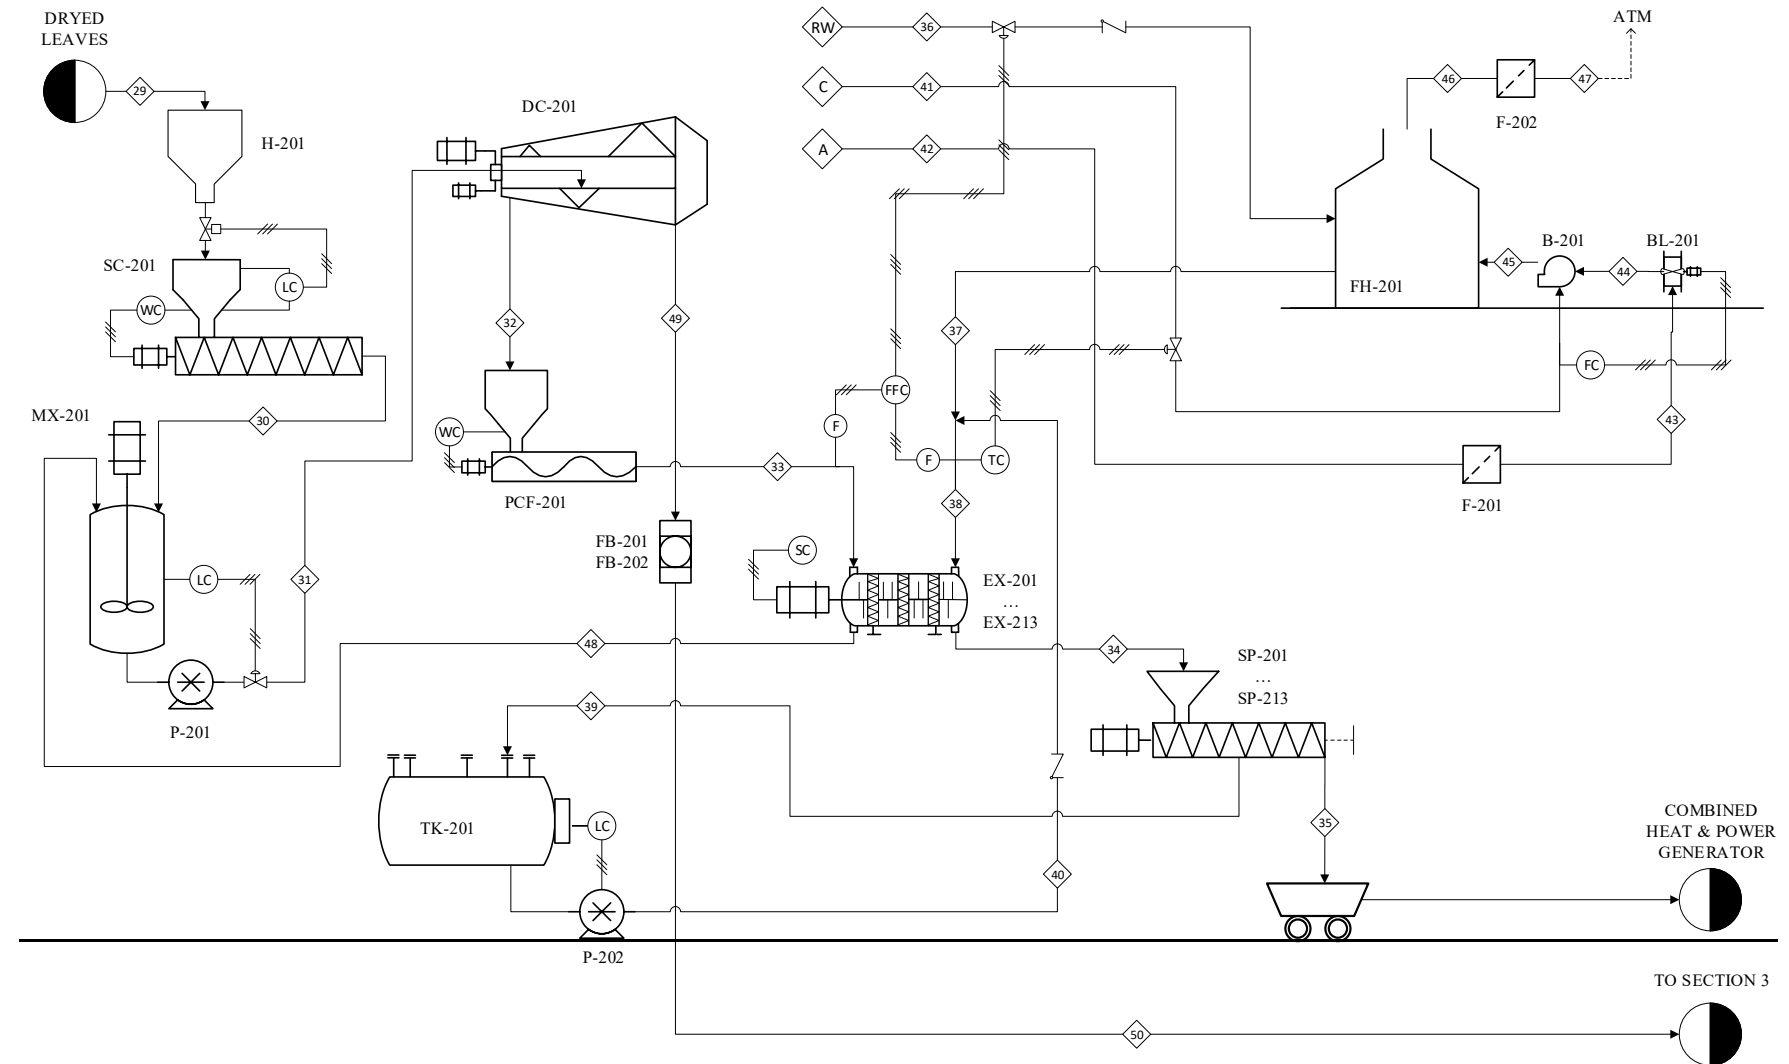 DRYED
LEAVES
29
H-201
SC-201
LC
WC
30
MX-201
LC
31
P-201
DC-201
32
49
WC
PCF-201
33
F
FFC
F
TC
RW
36
C
41
A
42
37
38
46
47
ATM
F-202
FH-201
45
B-201
44
BL-201
FC
43
F-201
FB-201
FB-202
SC
EX-201
...
EX-213
48
34
SP-201
...
SP-213
39
TK-201
LC
P-202
40
35
COMBINED
HEAT & POWER
GENERATOR
TO SECTION 3
50